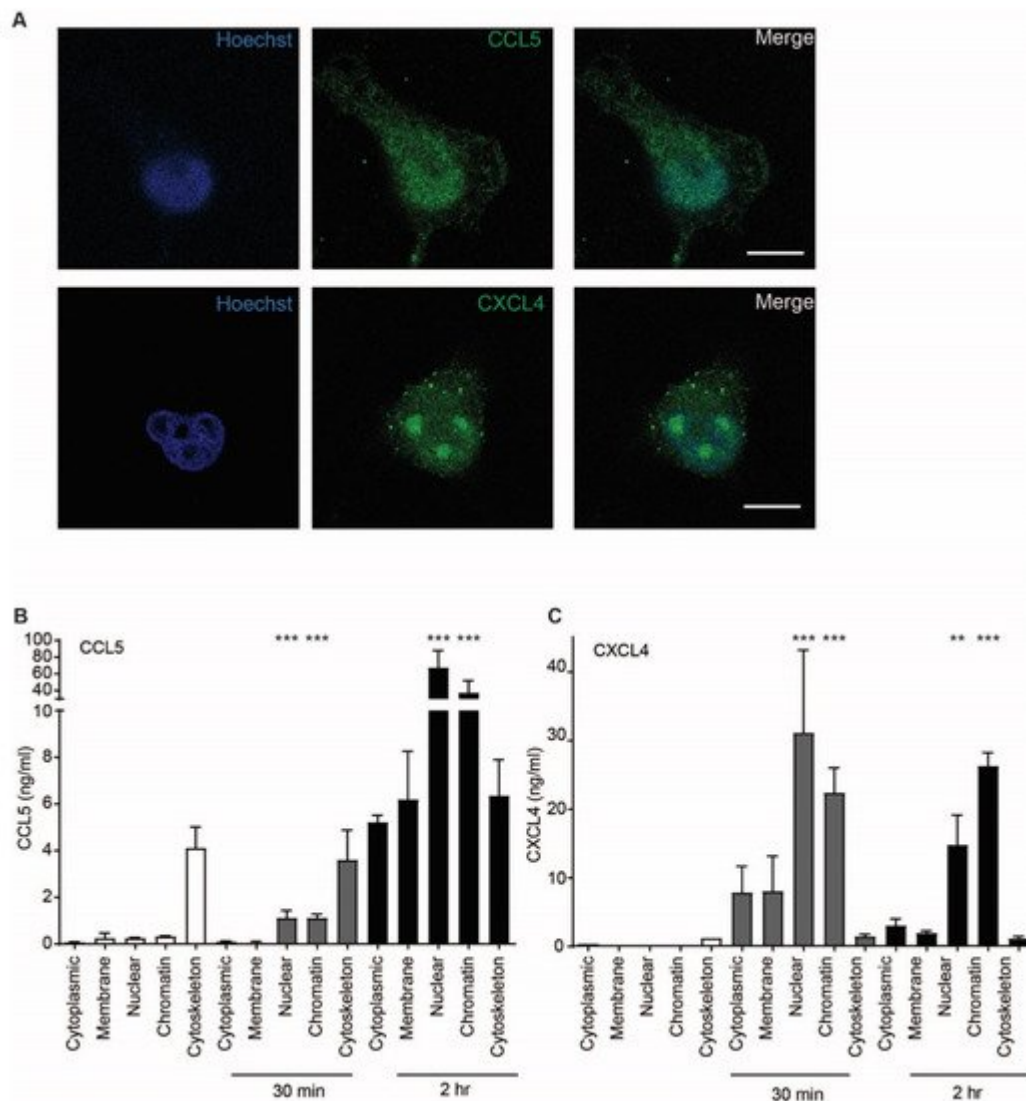 A
Hoechst CCL5 Merge
Hoechst CXCL4 Merge
B
*** *** *** ***
CCL5
100
80
60
40
10
8
6
4
2
0
CCL5 (ng/ml)
Cytoplasmic Membrane Nuclear Chromatin Cytoskeleton Cytoplasmic Membrane Nuclear Chromatin Cytoskeleton Cytoplasmic Membrane Nuclear Chromatin Cytoskeleton
30 min 2 hr
C
*** *** ** ***
CXCL4
40
30
20
10
0
CXCL4 (ng/ml)
Cytoplasmic Membrane Nuclear Chromatin Cytoskeleton Cytoplasmic Membrane Nuclear Chromatin Cytoskeleton Cytoplasmic Membrane Nuclear Chromatin Cytoskeleton
30 min 2 hr